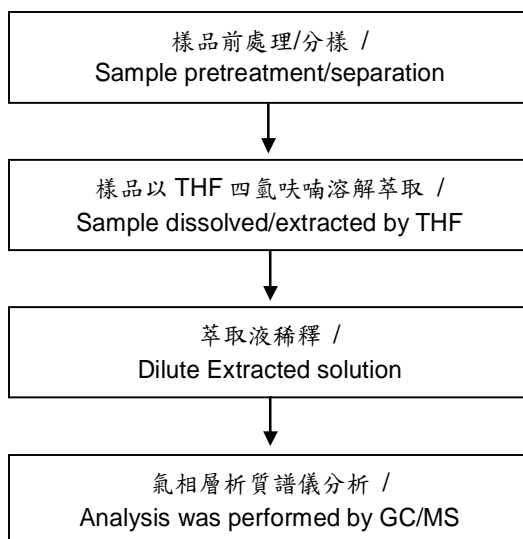 樣品前處理/分樣 /
Sample pretreatment/separation
樣品以 THF 四氫呋喃溶解萃取 /
Sample dissolved/extracted by THF
萃取液稀釋 /
Dilute Extracted solution
氣相層析質譜儀分析 /
Analysis was performed by GC/MS